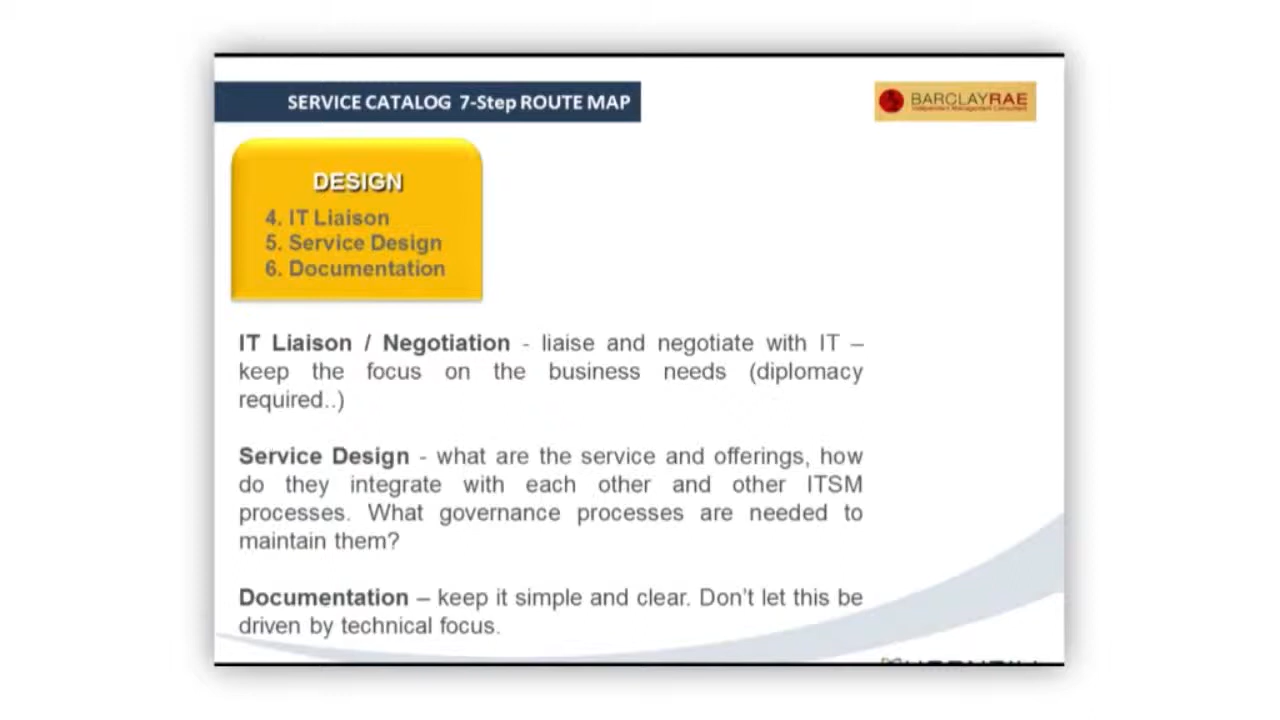 SERVICE CATALOG 7-Step ROUTE MAP
BARCLAYRAE
Independent Management Consultant
DESIGN
4. IT Liaison
5. Service Design
6. Documentation
IT Liaison / Negotiation - liaise and negotiate with IT –
keep the focus on the business needs (diplomacy
required..)
Service Design - what are the service and offerings, how
do they integrate with each other and other ITSM
processes. What governance processes are needed to
maintain them?
Documentation – keep it simple and clear. Don't let this be
driven by technical focus.